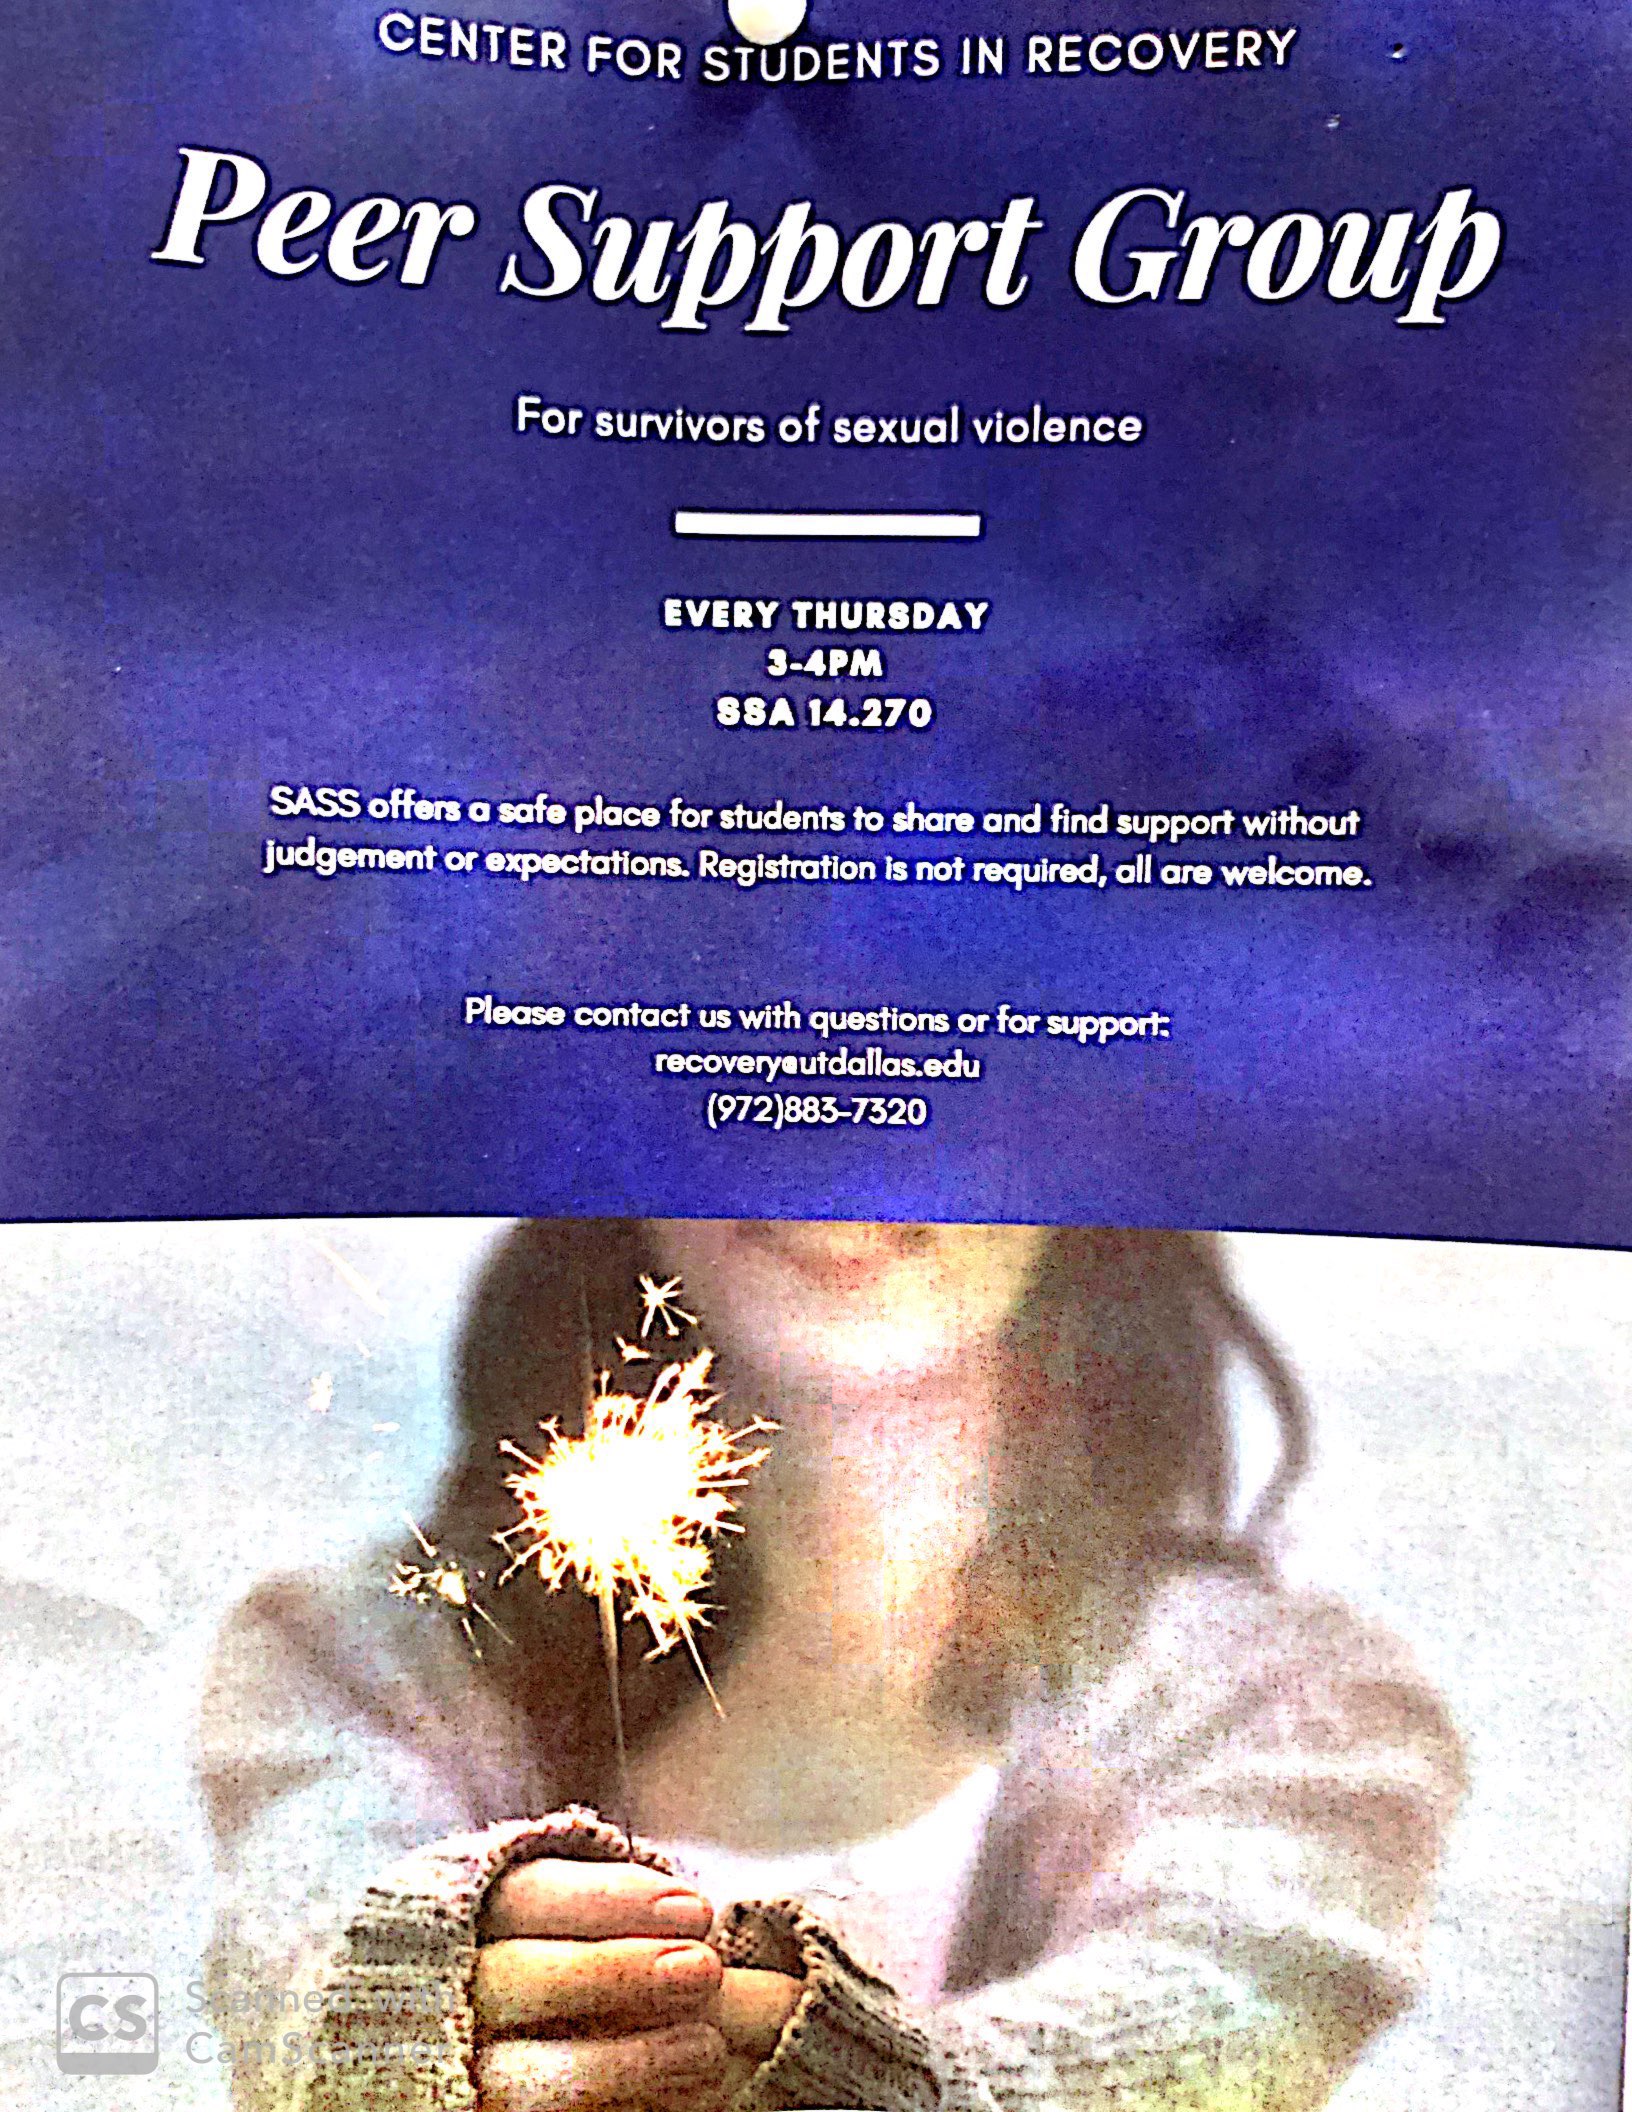 CENTER FOR STUDENTS IN RECOVERY
Peer Support Group
For survivors of sexual violence
EVERY THURSDAY
3-4PM
SSA 14.270
SASS offers a safe place for students to share and find support without
judgement or expectations. Registration is not required, all are welcome.
Please contact us with questions or for support:
recovery@utdallas.edu
(972)883-7320
CS
Scanned with
CamScanner